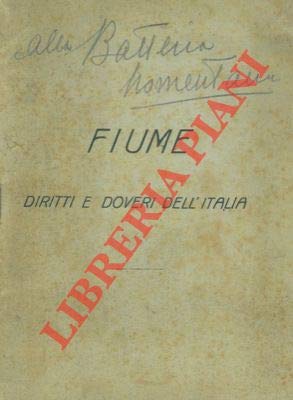 alla Batteria
Nomentana
FIUME
DIRITTI E DOVERI DELL'ITALIA
LIBRERIA PIANI